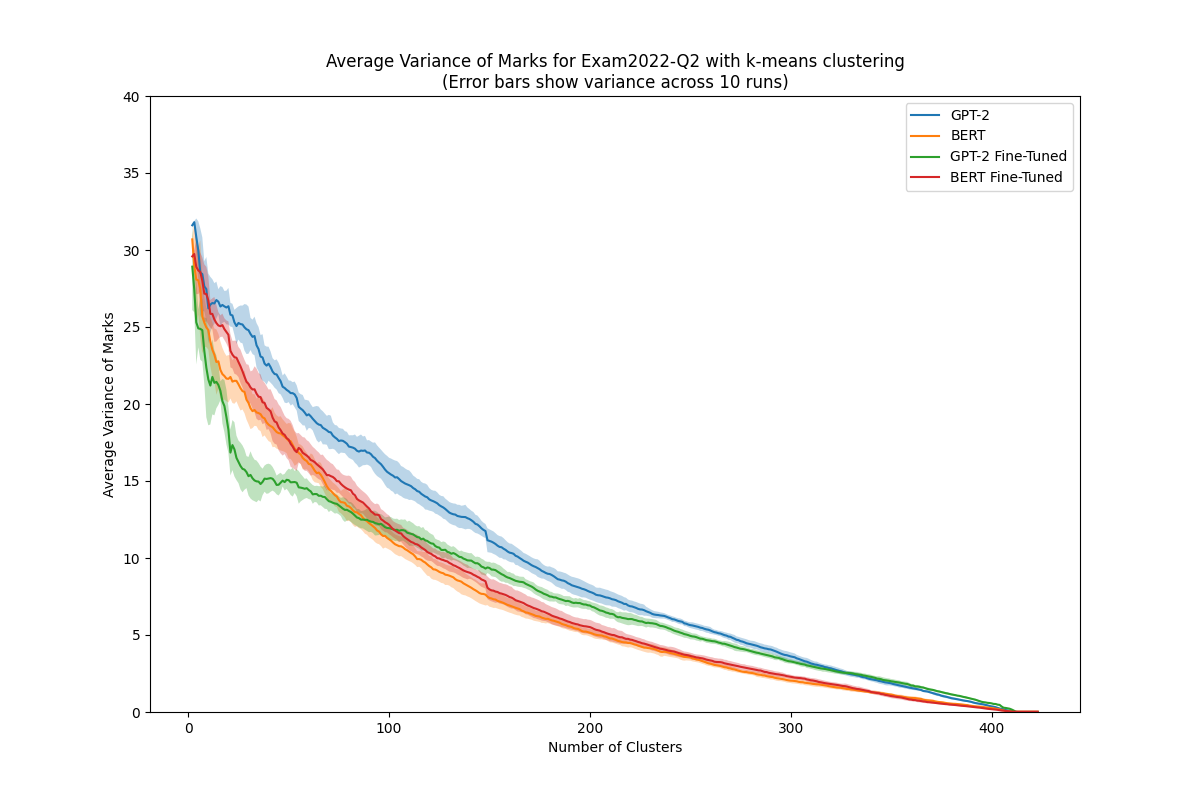 Average Variance of Marks for Exam2022-Q2 with k-means clustering
(Error bars show variance across 10 runs)
40
35
30
25
20
15
10
5
0
Average Variance of Marks
GPT-2
BERT
GPT-2 Fine-Tuned
BERT Fine-Tuned
0 100 200 300 400
Number of Clusters